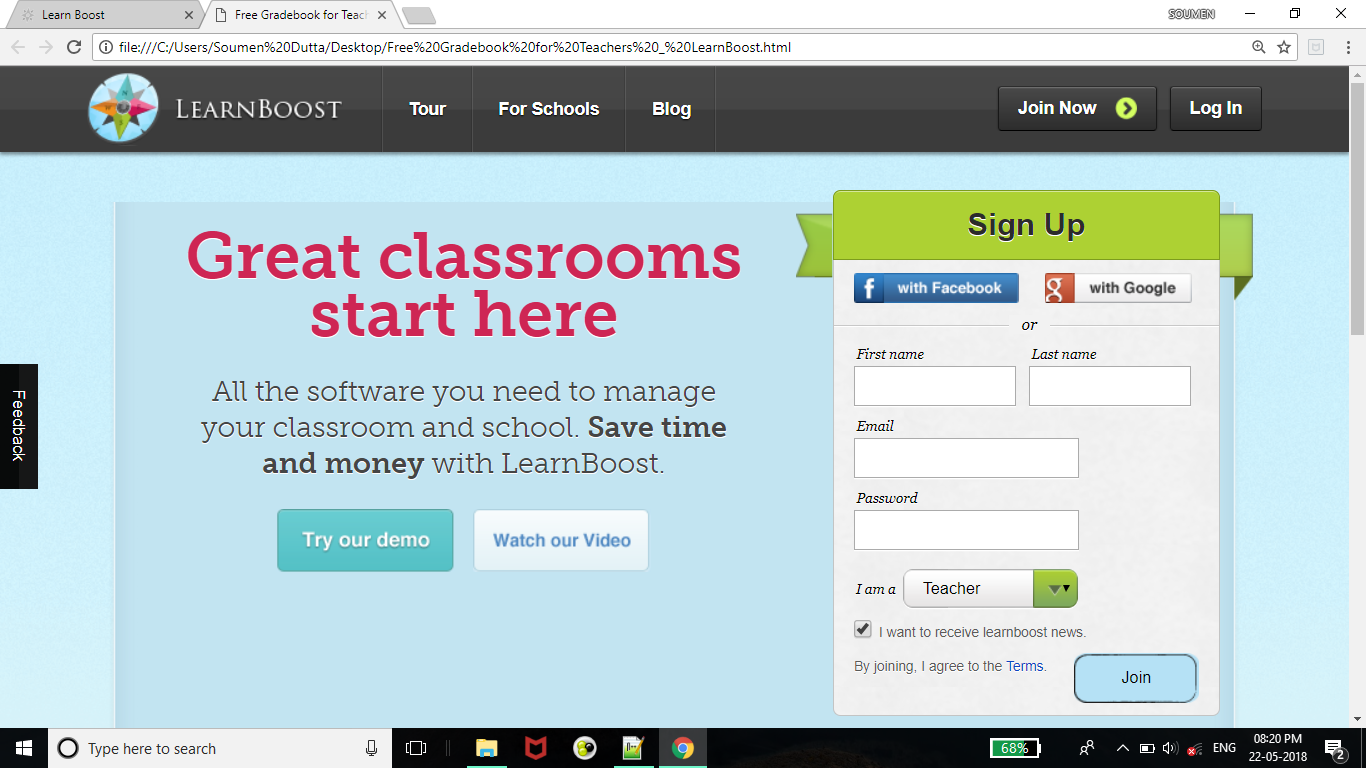 Learn Boost
Free Gradebook for Teach
SOUMEN
file:///C:/Users/Soumen%20Dutta/Desktop/Free%20Gradebook%20for%20Teachers%20_%20LearnBoost.html
LEARNBOOST
Tour
For Schools
Blog
Join Now
Log In
Great classrooms
start here
All the software you need to manage
your classroom and school. Save time
and money with LearnBoost.
Try our demo
Watch our Video
Feedback
Sign Up
f with Facebook
g with Google
or
First name
Last name
Email
Password
I am a
Teacher
I want to receive learnboost news.
By joining, I agree to the Terms.
Join
Type here to search
68%
ENG
08:20 PM
22-05-2018
2